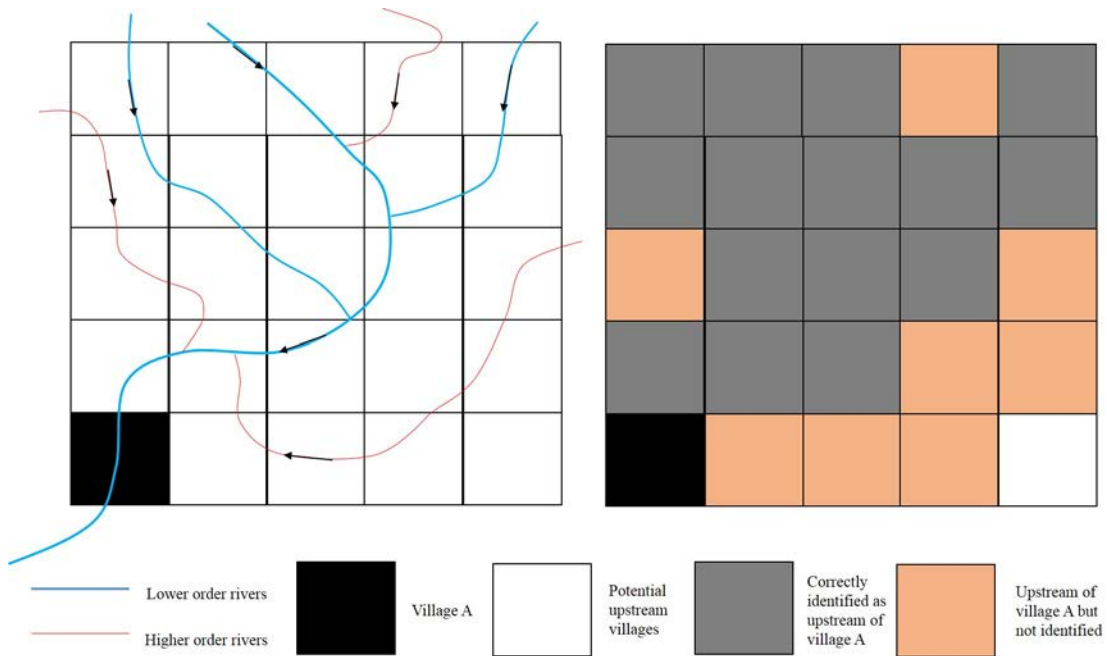 Lower order rivers
Higher order rivers
Village A
Potential
upstream
villages
Correctly
identified as
upstream of
village A
Upstream of
village A but
not identified